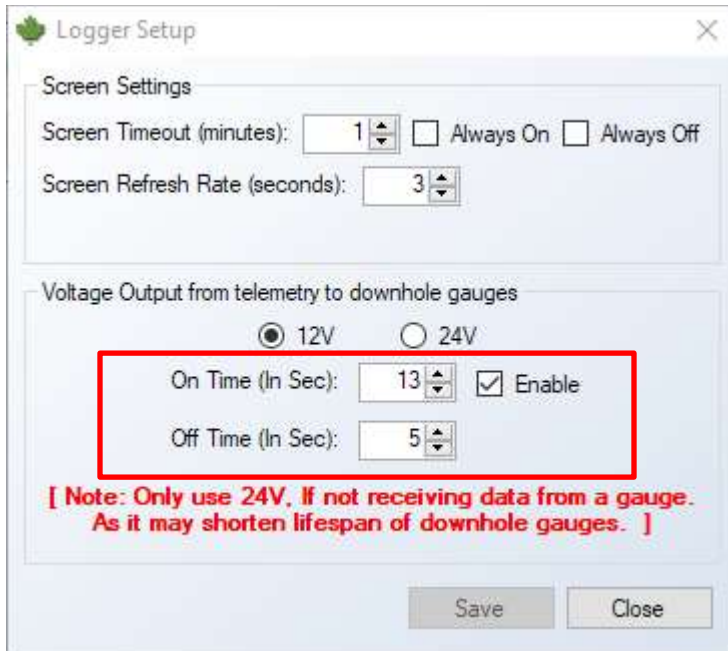 Logger Setup
Screen Settings
Screen Timeout (minutes): 1 Always On Always Off
Screen Refresh Rate (seconds): 3
Voltage Output from telemetry to downhole gauges
12V 24V
On Time (In Sec): 13 Enable
Off Time (In Sec): 5
[ Note: Only use 24V, If not receiving data from a gauge.
As it may shorten lifespan of downhole gauges. ]
Save Close